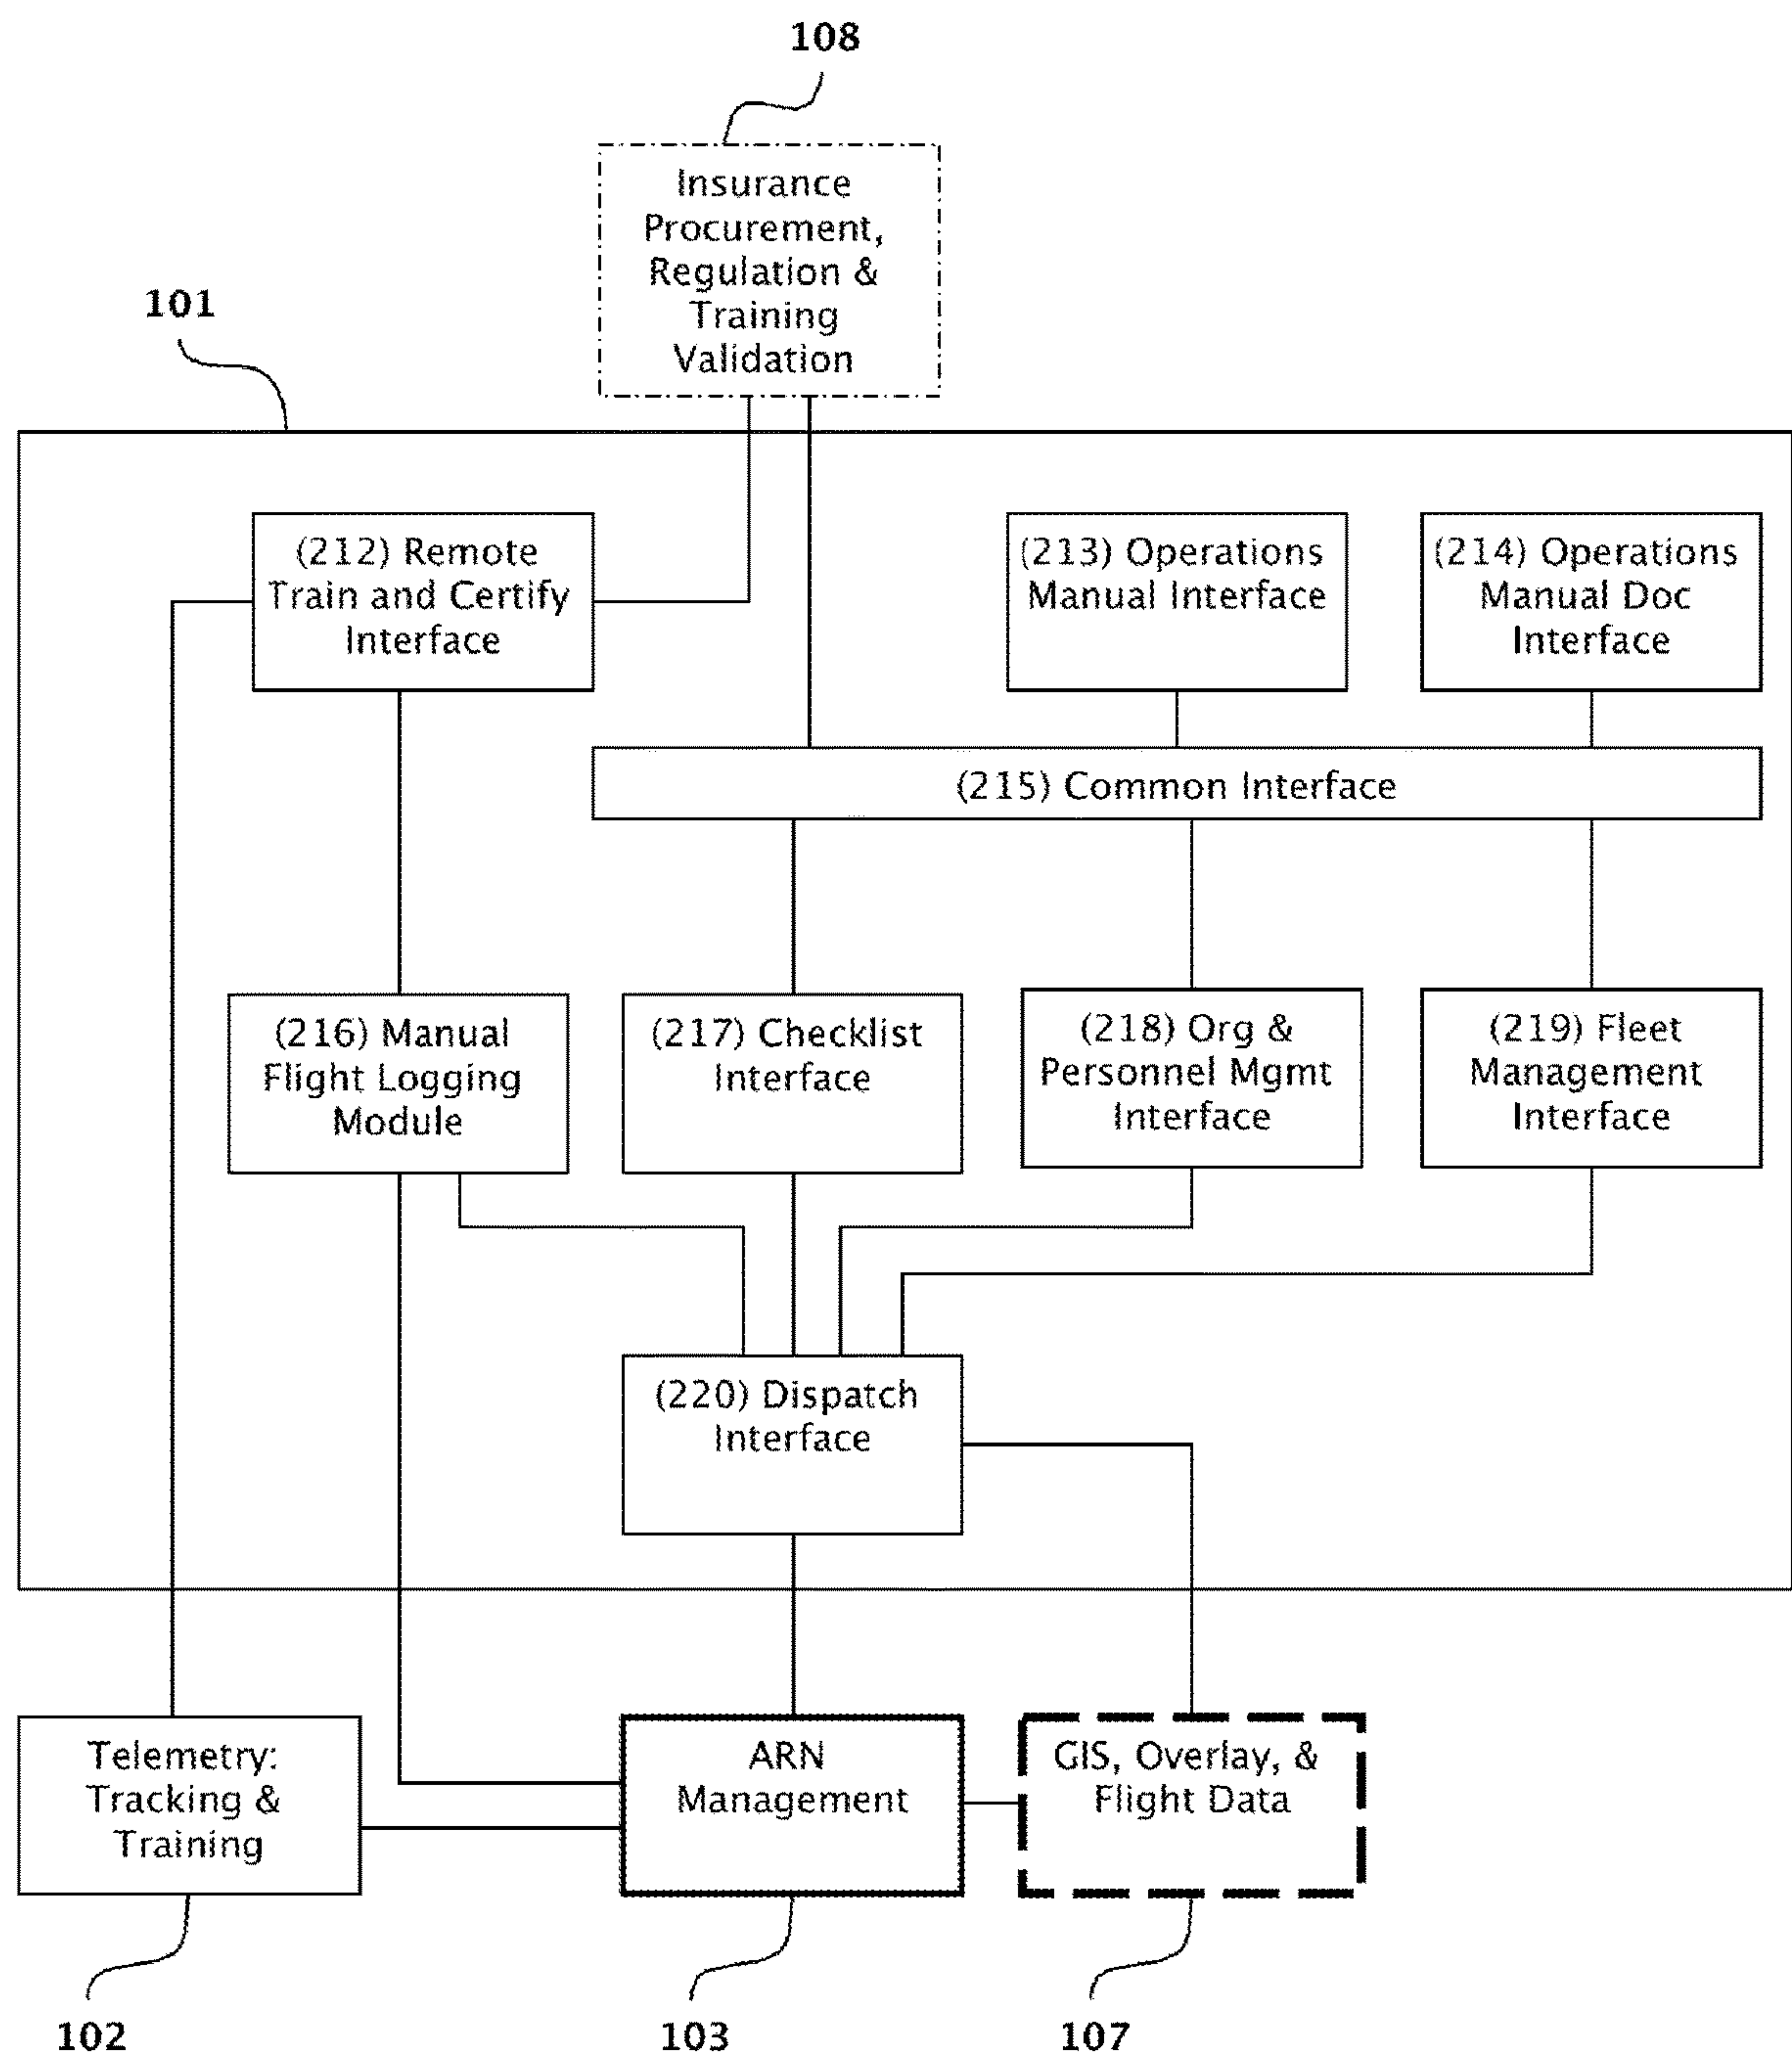 108
Insurance
Procurement,
Regulation &
Training
Validation
101
(212) Remote
Train and Certify
Interface
(213) Operations
Manual Interface
(214) Operations
Manual Doc
Interface
(215) Common Interface
(216) Manual
Flight Logging
Module
(217) Checklist
Interface
(218) Org &
Personnel Mgmt
Interface
(219) Fleet
Management
Interface
(220) Dispatch
Interface
Telemetry:
Tracking &
Training
ARN
Management
GIS, Overlay, &
Flight Data
102
103
107